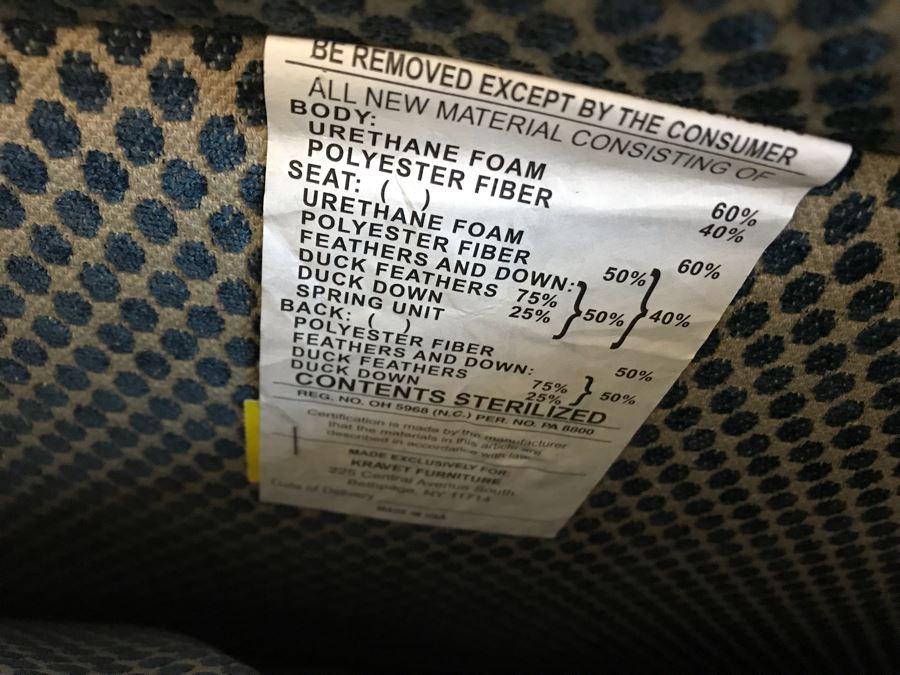 BE REMOVED EXCEPT BY THE CONSUMER
ALL NEW MATERIAL CONSISTING OF
BODY:
URETHANE FOAM 60%
POLYESTER FIBER 40%
SEAT: ( )
URETHANE FOAM 60%
POLYESTER FIBER 50%
FEATHERS AND DOWN:
DUCK FEATHERS 75%
DUCK DOWN 25% } 50% } 40%
SPRING UNIT
BACK: ( )
POLYESTER FIBER 50%
FEATHERS AND DOWN:
DUCK FEATHERS 75%
DUCK DOWN 25% } 50%
CONTENTS STERILIZED
REG. NO. OH 5968 (N.C.) PER. NO. PA 8800
Certification is made by the manufacturer
that the materials in this article are
described in accordance with law.
MADE EXCLUSIVELY FOR
KRAVET FURNITURE
225 Central Avenue South
Bethpage, NY 11714
Date of Delivery
MADE IN USA